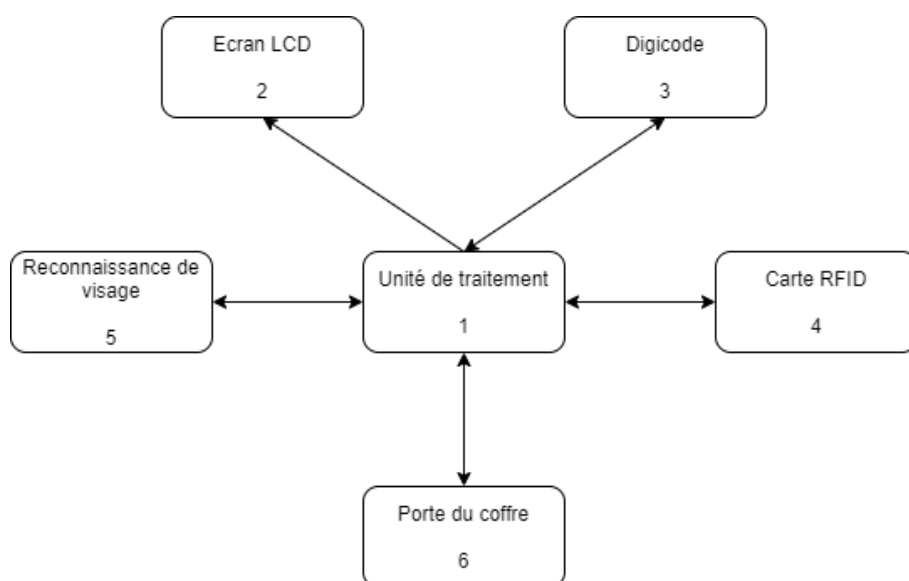 Ecran LCD
2
Digicode
3
Reconnaissance de
visage
5
Unité de traitement
1
Carte RFID
4
Porte du coffre
6